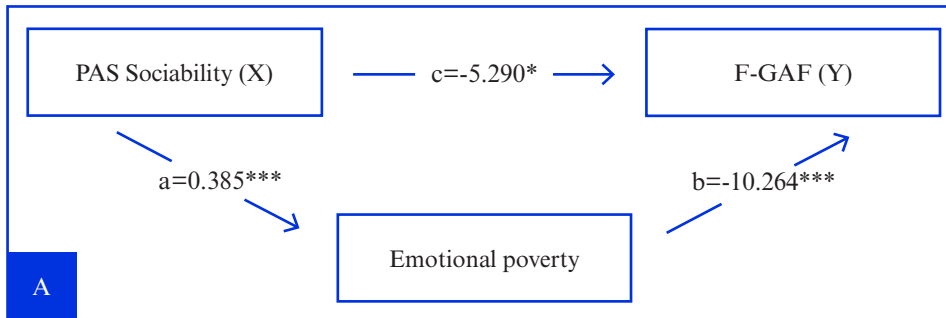 PAS Sociability (X)
c=-5.290*
F-GAF (Y)
a=0.385***
b=-10.264***
Emotional poverty
A